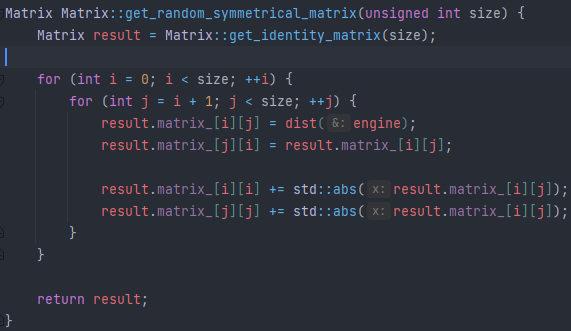 Matrix Matrix::get_random_symmetrical_matrix(unsigned int size) {
    Matrix result = Matrix::get_identity_matrix(size);

    for (int i = 0; i < size; ++i) {
        for (int j = i + 1; j < size; ++j) {
            result.matrix_[i][j] = dist( &: engine);
            result.matrix_[j][i] = result.matrix_[i][j];

            result.matrix_[i][i] += std::abs( x: result.matrix_[i][j]);
            result.matrix_[j][j] += std::abs( x: result.matrix_[i][j]);
        }
    }

    return result;
}